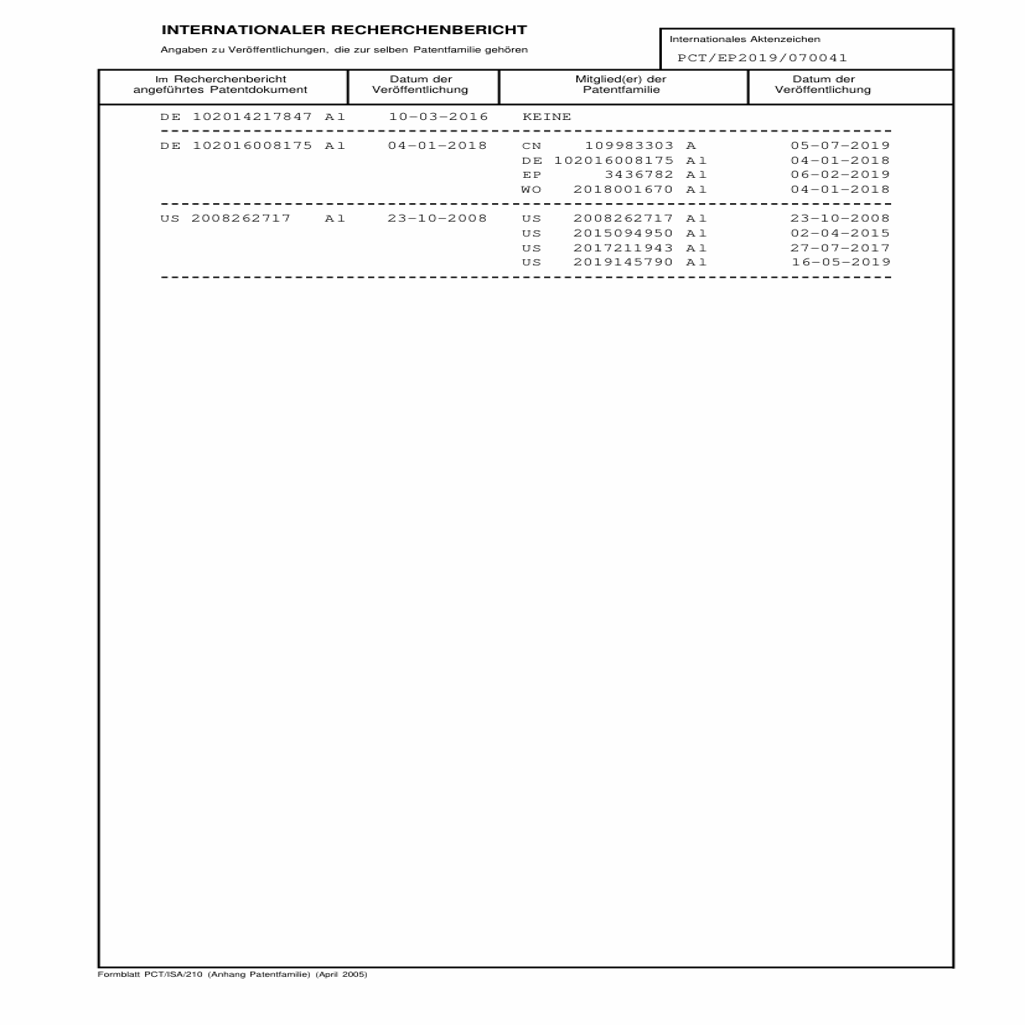 INTERNATIONALER RECHERCHENBERICHT
Angaben zu Veröffentlichungen, die zur selben Patentfamilie gehören
Internationales Aktenzeichen
PCT/EP2019/070041
Im Recherchenbericht angeführtes Patentdokument
Datum der Veröffentlichung
Mitglied(er) der Patentfamilie
Datum der Veröffentlichung
DE 102014217847 A1 10-03-2016 KEINE
DE 102016008175 A1 04-01-2018 CN 109983303 A 05-07-2019
DE 102016008175 A1 04-01-2018
EP 3436782 A1 06-02-2019
WO 2018001670 A1 04-01-2018
US 2008262717 A1 23-10-2008 US 2008262717 A1 23-10-2008
US 2015094950 A1 02-04-2015
US 2017211943 A1 27-07-2017
US 2019145790 A1 16-05-2019
Formblatt PCT/ISA/210 (Anhang Patentfamilie) (April 2005)